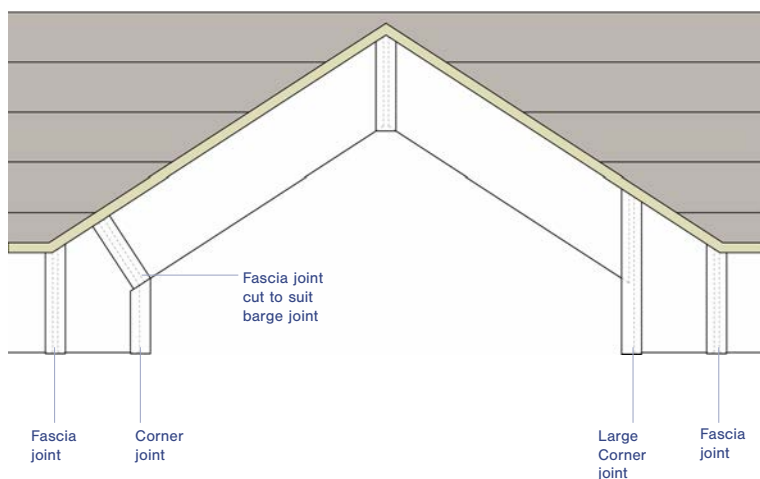 Fascia joint
cut to suit
barge joint
Fascia
joint
Corner
joint
Large
Corner
joint
Fascia
joint